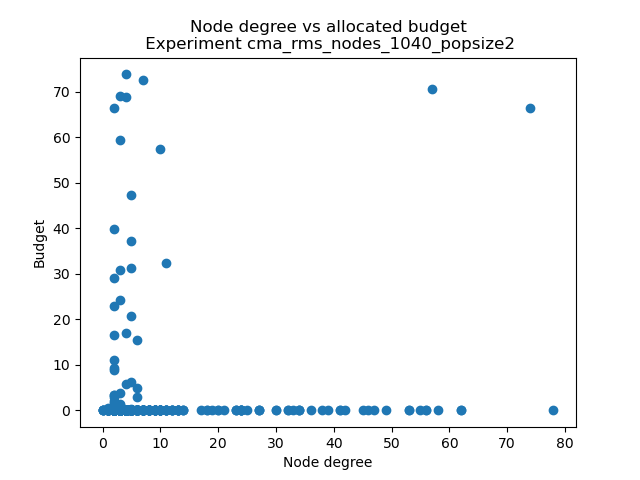 Node degree vs allocated budget
Experiment cma_rms_nodes_1040_popsize2
Budget
70
60
50
40
30
20
10
0
0 10 20 30 40 50 60 70 80
Node degree